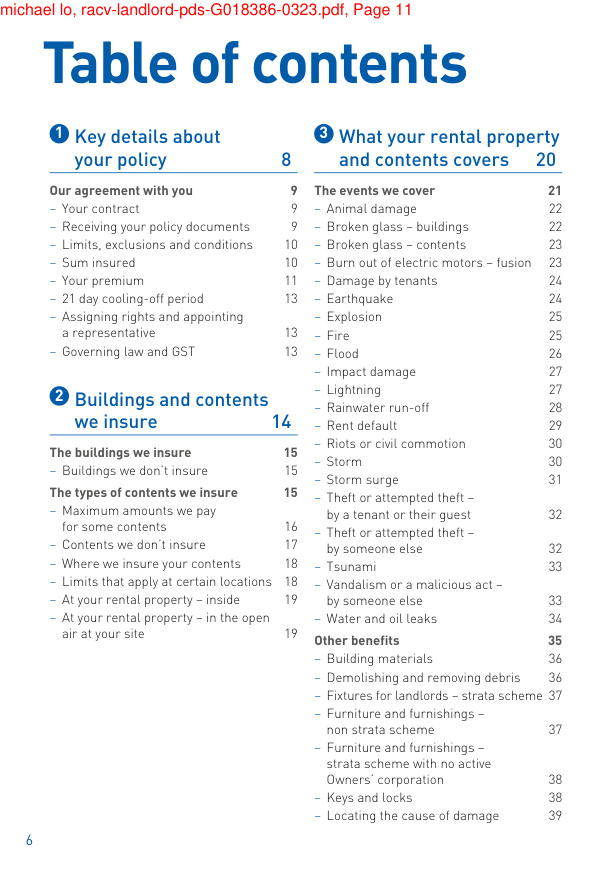 michael lo, racv-landlord-pds-G018386-0323.pdf, Page 11
Table of contents
1 Key details about
your policy 8
Our agreement with you 9
– Your contract 9
– Receiving your policy documents 9
– Limits, exclusions and conditions 10
– Sum insured 10
– Your premium 11
– 21 day cooling-off period 13
– Assigning rights and appointing
a representative 13
– Governing law and GST 13
2 Buildings and contents
we insure 14
The buildings we insure 15
– Buildings we don’t insure 15
The types of contents we insure 15
– Maximum amounts we pay
for some contents 16
– Contents we don’t insure 17
– Where we insure your contents 18
– Limits that apply at certain locations 18
– At your rental property – inside 19
– At your rental property – in the open
air at your site 19
3 What your rental property
and contents covers 20
The events we cover 21
– Animal damage 22
– Broken glass – buildings 22
– Broken glass – contents 23
– Burn out of electric motors – fusion 23
– Damage by tenants 24
– Earthquake 24
– Explosion 25
– Fire 25
– Flood 26
– Impact damage 27
– Lightning 27
– Rainwater run-off 28
– Rent default 29
– Riots or civil commotion 30
– Storm 30
– Storm surge 31
– Theft or attempted theft –
by a tenant or their guest 32
– Theft or attempted theft –
by someone else 32
– Tsunami 33
– Vandalism or a malicious act –
by someone else 33
– Water and oil leaks 34
Other benefits 35
– Building materials 36
– Demolishing and removing debris 36
– Fixtures for landlords – strata scheme 37
– Furniture and furnishings –
non strata scheme 37
– Furniture and furnishings –
strata scheme with no active
Owners’ corporation 38
– Keys and locks 38
– Locating the cause of damage 39
6